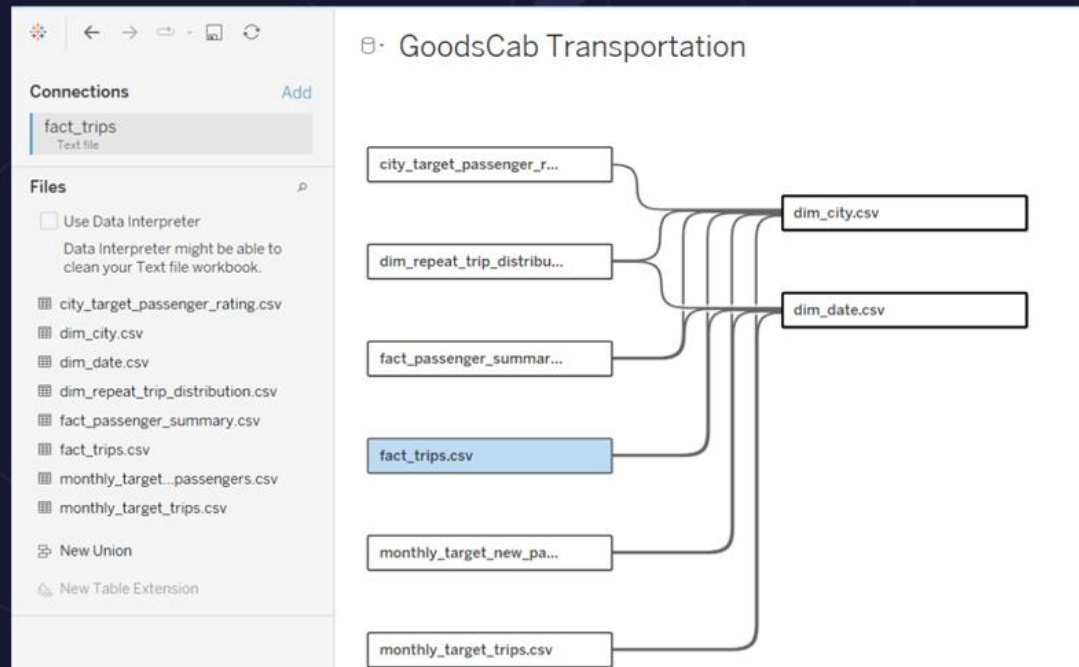 GoodsCab Transportation
Connections
Add
fact_trips
Text file
Files
Use Data Interpreter
Data Interpreter might be able to
clean your Text file workbook.
city_target_passenger_rating.csv
dim_city.csv
dim_date.csv
dim_repeat_trip_distribution.csv
fact_passenger_summary.csv
fact_trips.csv
monthly_target...passengers.csv
monthly_target_trips.csv
New Union
New Table Extension
city_target_passenger_r...
dim_repeat_trip_distribu...
fact_passenger_summar...
fact_trips.csv
monthly_target_new_pa...
monthly_target_trips.csv
dim_city.csv
dim_date.csv